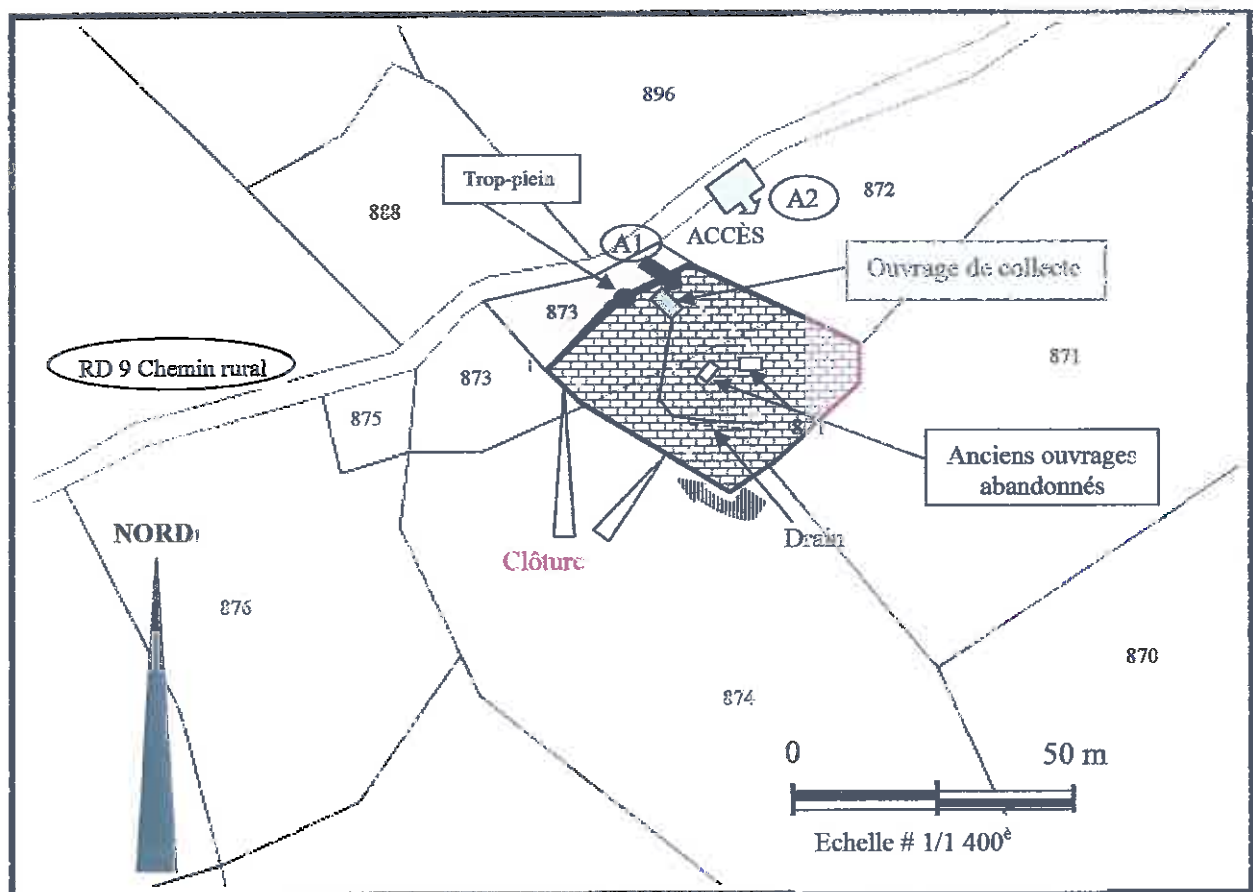 896
Trop-plein
872
A2
888
A1
ACCÈS
Ouvrage de collecte
873
RD 9 Chemin rural
873
871
875
Anciens ouvrages
abandonnés
NORD
Drain
Clôture
876
870
874
0
50 m
Echelle # 1/1 400è